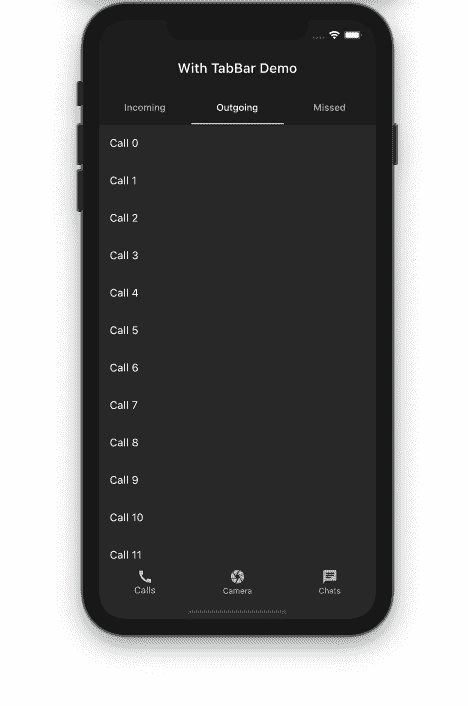 With TabBar Demo
Incoming Outgoing Missed
Call 0
Call 1
Call 2
Call 3
Call 4
Call 5
Call 6
Call 7
Call 8
Call 9
Call 10
Call 11
Calls Camera Chats